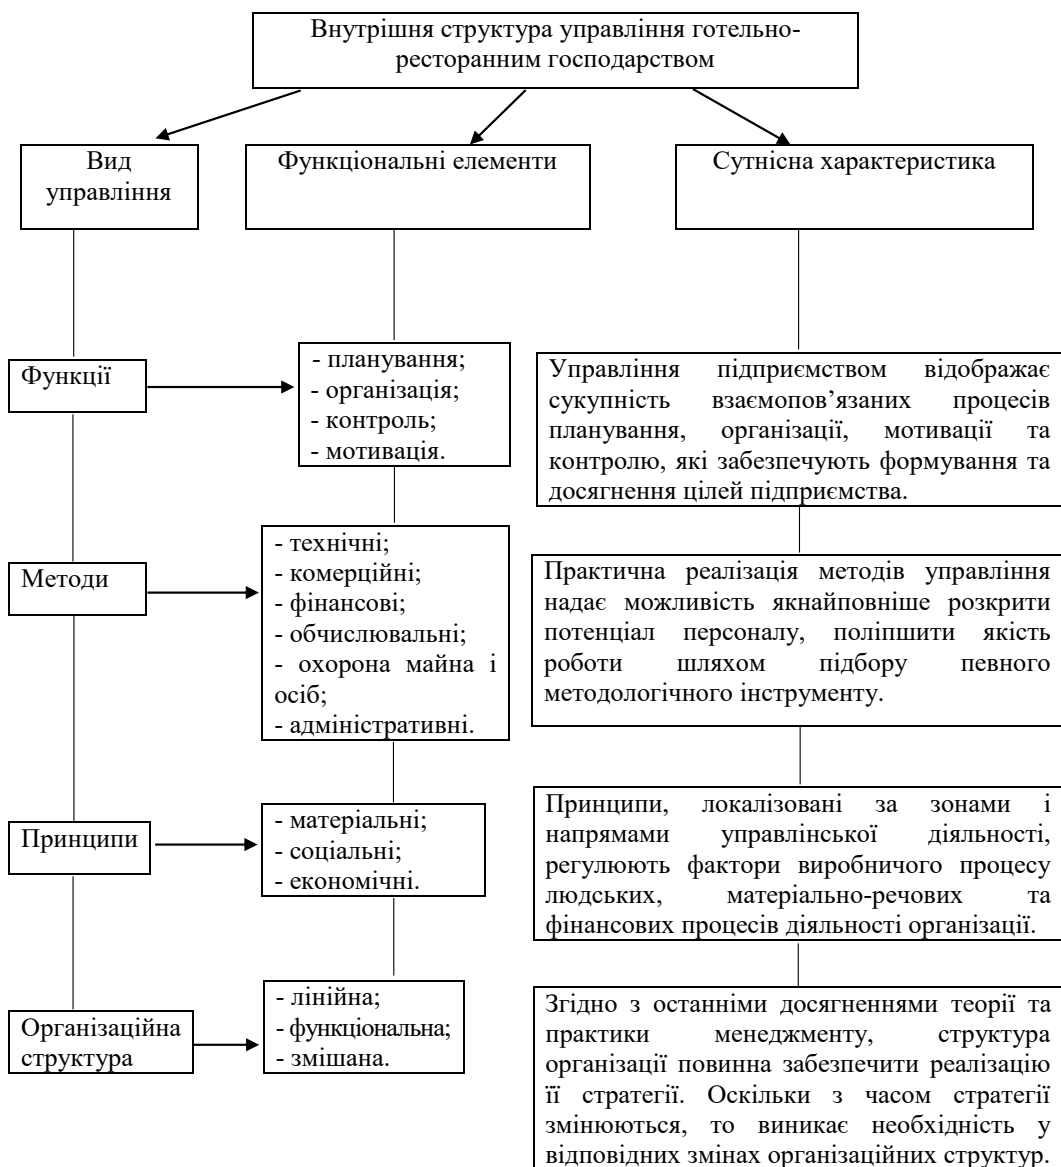 Внутрішня структура управління готельно-
ресторанним господарством
Вид
управління
Функціональні елементи
Сутнісна характеристика
Функції
- планування;
- організація;
- контроль;
- мотивація.
Управління підприємством відображає
сукупність взаємопов’язаних процесів
планування, організації, мотивації та
контролю, які забезпечують формування та
досягнення цілей підприємства.
Методи
- технічні;
- комерційні;
- фінансові;
- обчислювальні;
- охорона майна і
осіб;
- адміністративні.
Практична реалізація методів управління
надає можливість якнайповніше розкрити
потенціал персоналу, поліпшити якість
роботи шляхом підбору певного
методологічного інструменту.
Принципи
- матеріальні;
- соціальні;
- економічні.
Принципи, локалізовані за зонами і
напрямами управлінської діяльності,
регулюють фактори виробничого процесу
людських, матеріально-речових та
фінансових процесів діяльності організації.
Організаційна
структура
- лінійна;
- функціональна;
- змішана.
Згідно з останніми досягненнями теорії та
практики менеджменту, структура
організації повинна забезпечити реалізацію
її стратегії. Оскільки з часом стратегії
змінюються, то виникає необхідність у
відповідних змінах організаційних структур.